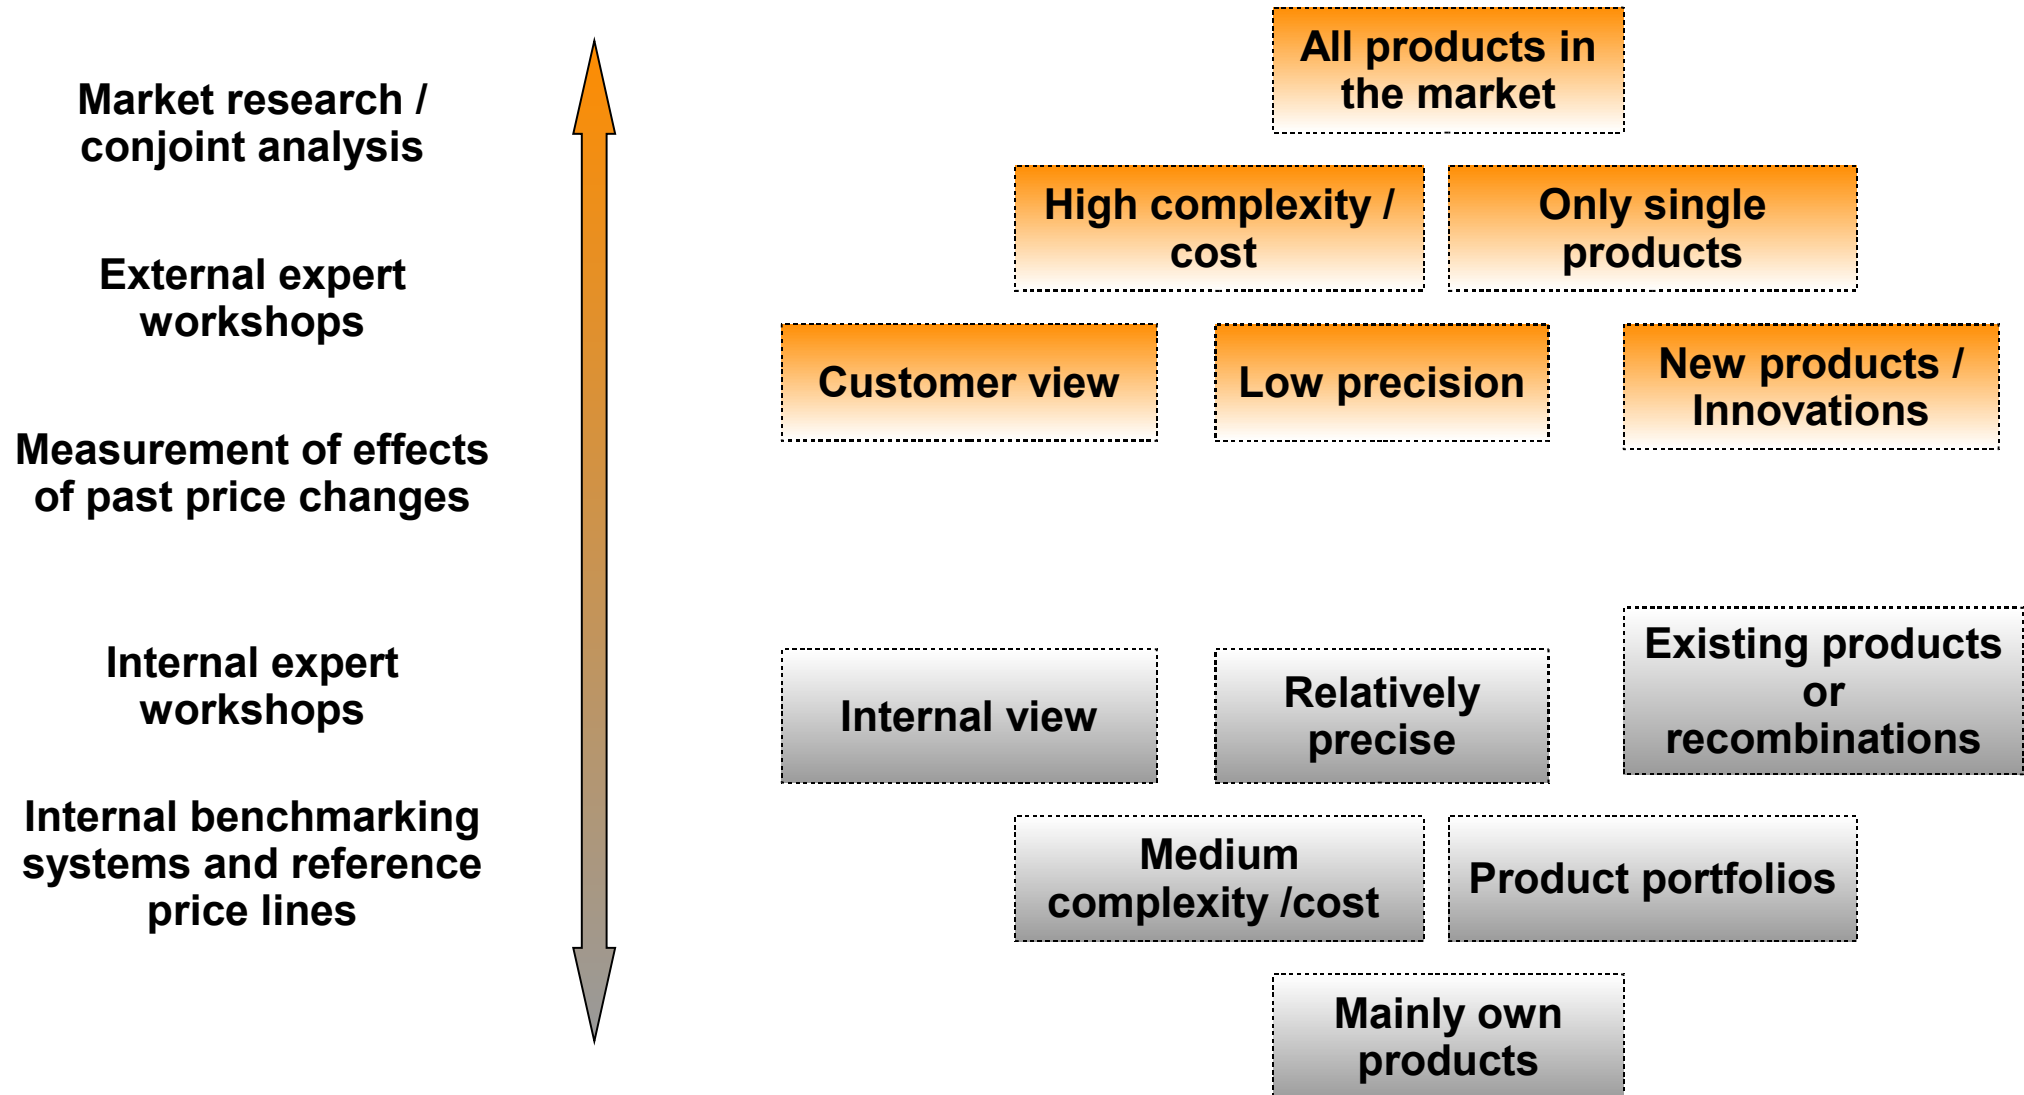 Market research /
conjoint analysis
External expert
workshops
Measurement of effects
of past price changes
Internal expert
workshops
Internal benchmarking
systems and reference
price lines
All products in
the market
High complexity /
cost
Only single
products
Customer view
Low precision
New products /
Innovations
Internal view
Relatively
precise
Existing products
or
recombinations
Medium
complexity /cost
Product portfolios
Mainly own
products